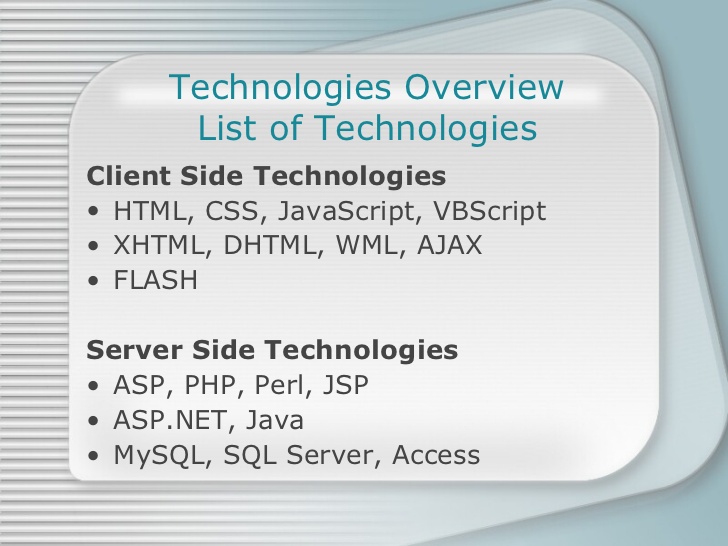 Technologies Overview
List of Technologies
Client Side Technologies
• HTML, CSS, JavaScript, VBScript
• XHTML, DHTML, WML, AJAX
• FLASH
Server Side Technologies
• ASP, PHP, Perl, JSP
• ASP.NET, Java
• MySQL, SQL Server, Access